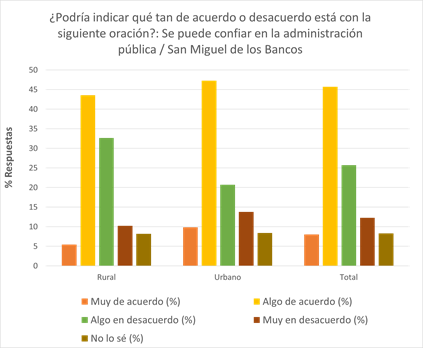 ¿Podría indicar qué tan de acuerdo o desacuerdo está con la
siguiente oración?: Se puede confiar en la administración
pública / San Miguel de los Bancos
% Respuestas
50
45
40
35
30
25
20
15
10
5
0
Rural Urbano Total
Muy de acuerdo (%) Algo de acuerdo (%)
Algo en desacuerdo (%) Muy en desacuerdo (%)
No lo sé (%)